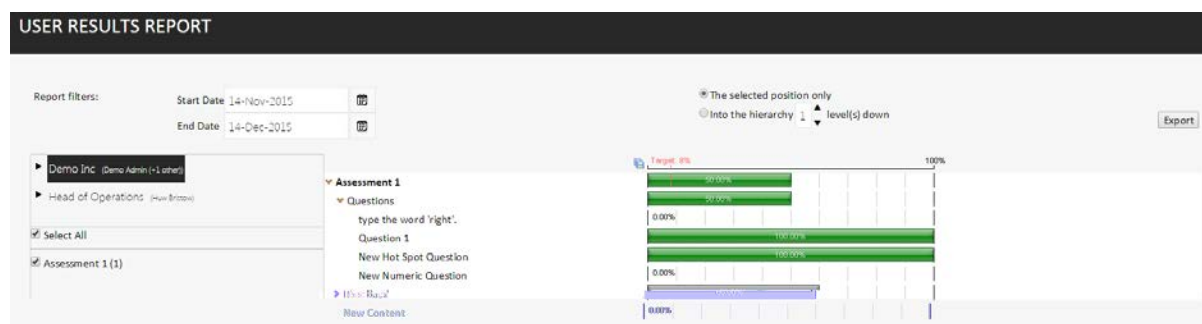 USER RESULTS REPORT
Report filters:
Start Date 14-Nov-2015
End Date 14-Dec-2015
The selected position only
Into the hierarchy 1 level(s) down
Export
Demo Inc (Demo Admin (+1 other))
Head of Operations (Huw Bristow)
Select All
Assessment 1 (1)
Target: 8% 100%
Assessment 1 50.00%
Questions 50.00%
type the word 'right'. 0.00%
Question 1 100.00%
New Hot Spot Question 100.00%
New Numeric Question 0.00%
New Content 0.00%